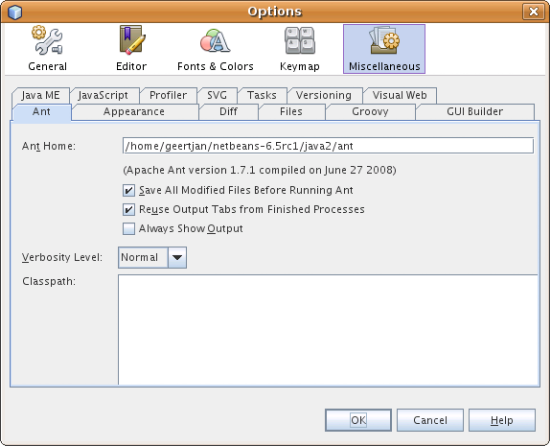 Options
General Editor Fonts & Colors Keymap Miscellaneous
Java ME JavaScript Profiler SVG Tasks Versioning Visual Web
Ant Appearance Diff Files Groovy GUI Builder
Ant Home: /home/geertjan/netbeans-6.5rc1/java2/ant
(Apache Ant version 1.7.1 compiled on June 27 2008)
Save All Modified Files Before Running Ant
Reuse Output Tabs from Finished Processes
Always Show Output
Verbosity Level: Normal
Classpath:
OK Cancel Help